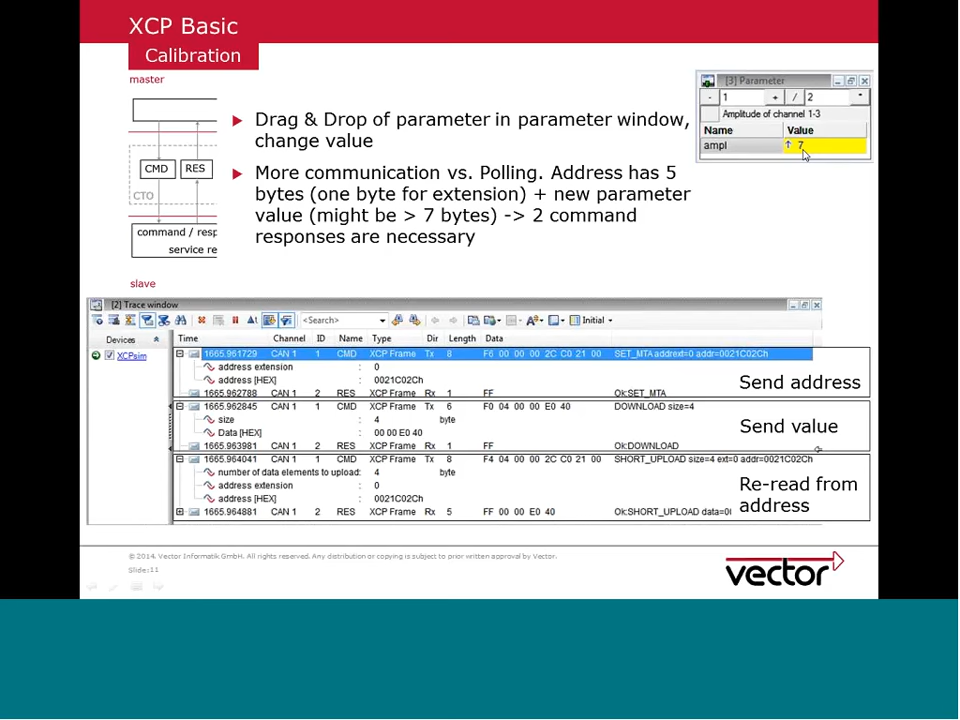 XCP Basic
Calibration
master
CMD RES
CTO
command / resp
service re
slave
Drag & Drop of parameter in parameter window,
change value
More communication vs. Polling. Address has 5
bytes (one byte for extension) + new parameter
value (might be > 7 bytes) -> 2 command
responses are necessary
[3] Parameter
- 1 + / 2 *
Amplitude of channel 1-3
Name Value
ampl 7
[2] Trace window
<Search> Initial
Devices
XCPsim
Time Channel ID Name Type Dir Length Data
1665.961729 CAN 1 1 CMD XCP Frame Tx 8 F6 00 00 00 2C C0 21 00 SET_MTA addrext=0 addr=0021C02Ch
address extension : 0
address [HEX] : 0021C02Ch
1665.962788 CAN 1 2 RES XCP Frame Rx 1 FF Ok:SET_MTA
1665.962845 CAN 1 1 CMD XCP Frame Tx 6 F0 04 00 00 E0 40 DOWNLOAD size=4
size : 4 byte
Data [HEX] : 00 00 E0 40
1665.963981 CAN 1 2 RES XCP Frame Rx 1 FF Ok:DOWNLOAD
1665.964041 CAN 1 1 CMD XCP Frame Tx 8 F4 04 00 00 2C C0 21 00 SHORT_UPLOAD size=4 ext=0 addr=0021C02Ch
number of data elements to upload: 4 byte
address extension : 0
address [HEX] : 0021C02Ch
1665.964881 CAN 1 2 RES XCP Frame Rx 5 FF 00 00 E0 40 Ok:SHORT_UPLOAD data=0(
Send address
Send value
Re-read from
address
© 2014. Vector Informatik GmbH. All rights reserved. Any distribution or copying is subject to prior written approval by Vector.
Slide: 11
vector